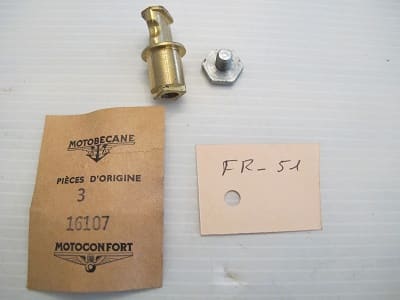 MOTOBECANE
PIÈCES D'ORIGINE
3
16107
MOTOCONFORT
FR-51